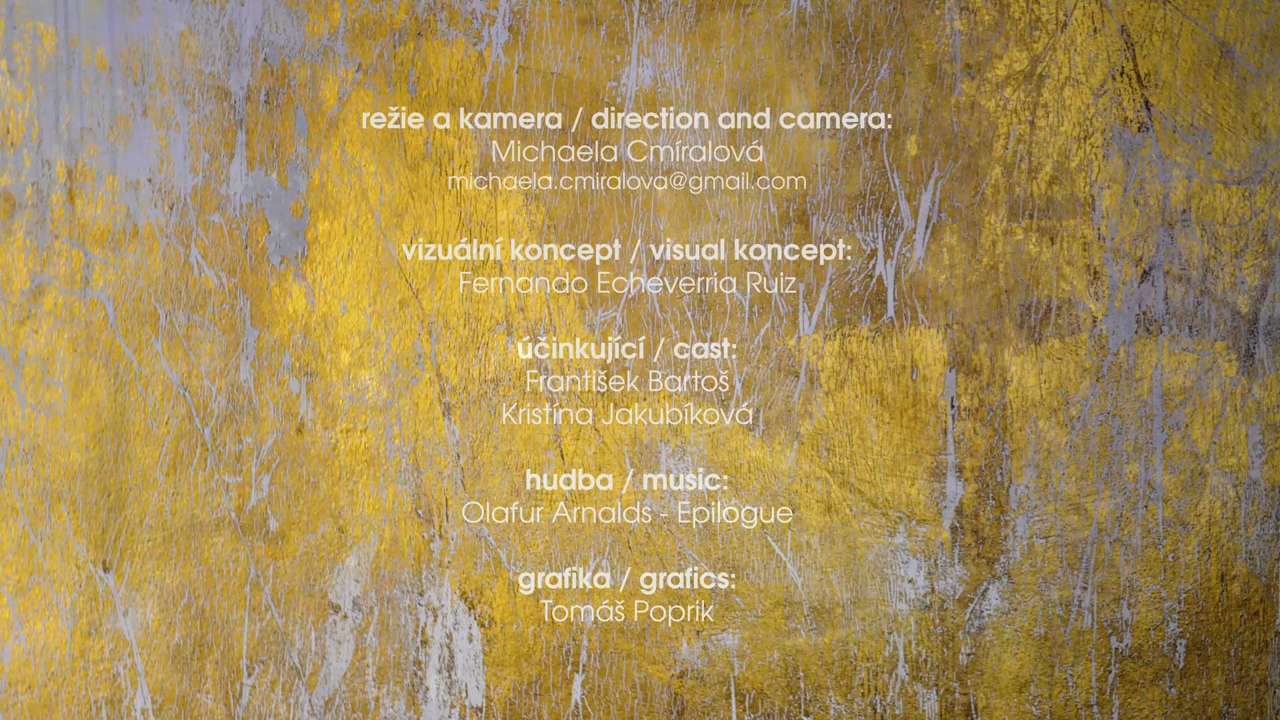 režie a kamera / direction and camera:
Michaela Cmíralová
michaela.cmiralova@gmail.com
vizuální koncept / visual koncept:
Fernando Echeverria Ruiz
účinkující / cast:
František Bartoš
Kristína Jakubíková
hudba / music:
Olafur Arnalds - Epilogue
grafika / grafics:
Tomáš Poprik